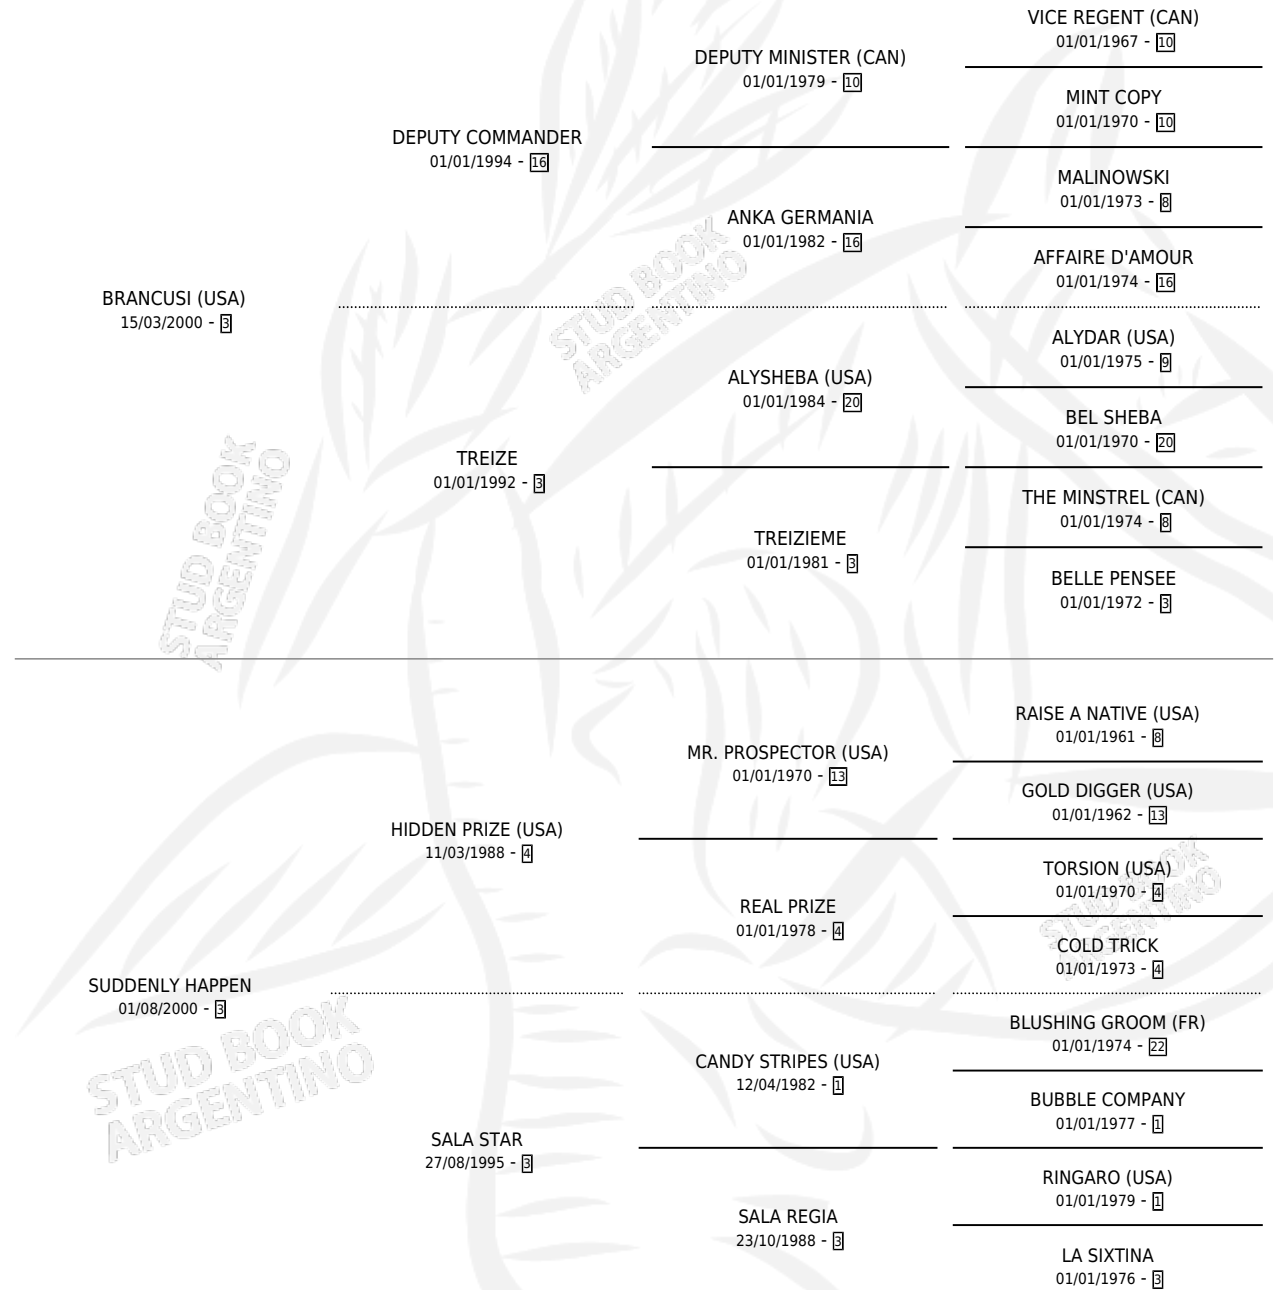 VICE REGENT (CAN)
01/01/1967 - 10
DEPUTY MINISTER (CAN)
01/01/1979 - 10
MINT COPY
01/01/1970 - 10
DEPUTY COMMANDER
01/01/1994 - 16
MALINOWSKI
01/01/1973 - 8
ANKA GERMANIA
01/01/1982 - 16
AFFAIRE D'AMOUR
01/01/1974 - 16
BRANCUSI (USA)
15/03/2000 - 3
ALYDAR (USA)
01/01/1975 - 9
ALYSHEBA (USA)
01/01/1984 - 20
BEL SHEBA
01/01/1970 - 20
TREIZE
01/01/1992 - 3
THE MINSTREL (CAN)
01/01/1974 - 8
TREIZIEME
01/01/1981 - 3
BELLE PENSEE
01/01/1972 - 3
RAISE A NATIVE (USA)
01/01/1961 - 8
MR. PROSPECTOR (USA)
01/01/1970 - 13
GOLD DIGGER (USA)
01/01/1962 - 13
HIDDEN PRIZE (USA)
11/03/1988 - 4
TORSION (USA)
01/01/1970 - 4
REAL PRIZE
01/01/1978 - 4
COLD TRICK
01/01/1973 - 4
SUDDENLY HAPPEN
01/08/2000 - 3
BLUSHING GROOM (FR)
01/01/1974 - 22
CANDY STRIPES (USA)
12/04/1982 - 1
BUBBLE COMPANY
01/01/1977 - 1
SALA STAR
27/08/1995 - 3
RINGARO (USA)
01/01/1979 - 1
SALA REGIA
23/10/1988 - 3
LA SIXTINA
01/01/1976 - 3
STUD BOOK
ARGENTINO
STUD BOOK
ARGENTINO
STUD BOOK
ARGENTINO
STUD BOOK
ARGENTINO